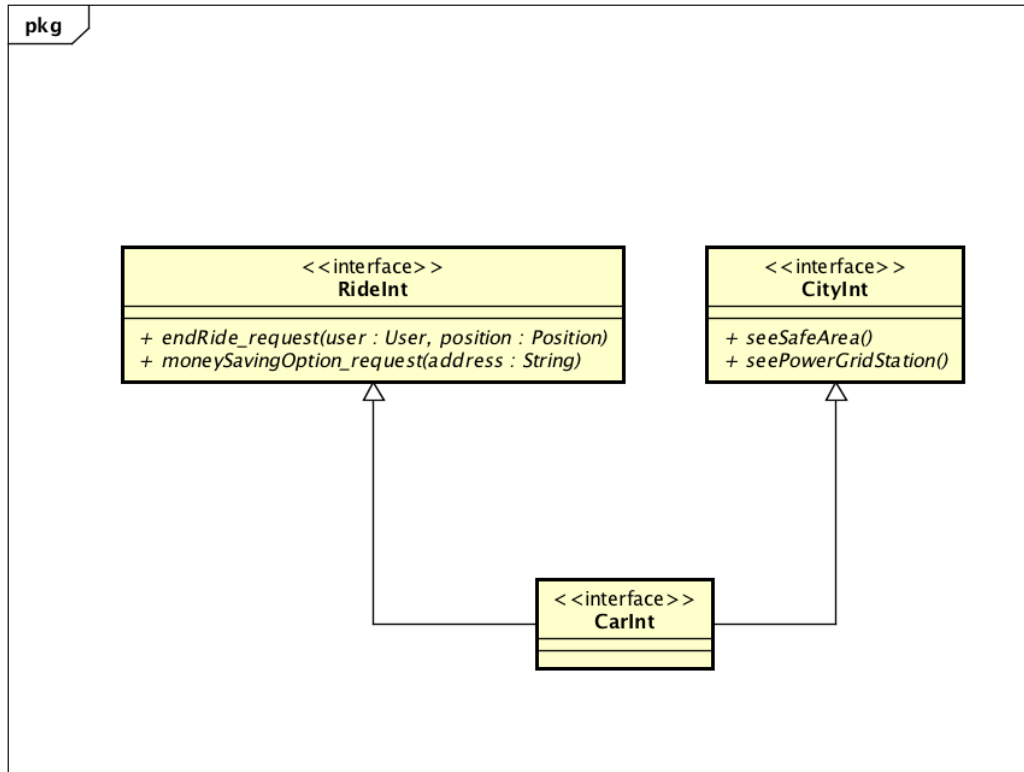 pkg
<<interface>>
RideInt
+ endRide_request(user : User, position : Position)
+ moneySavingOption_request(address : String)
<<interface>>
CityInt
+ seeSafeArea()
+ seePowerGridStation()
<<interface>>
CarInt